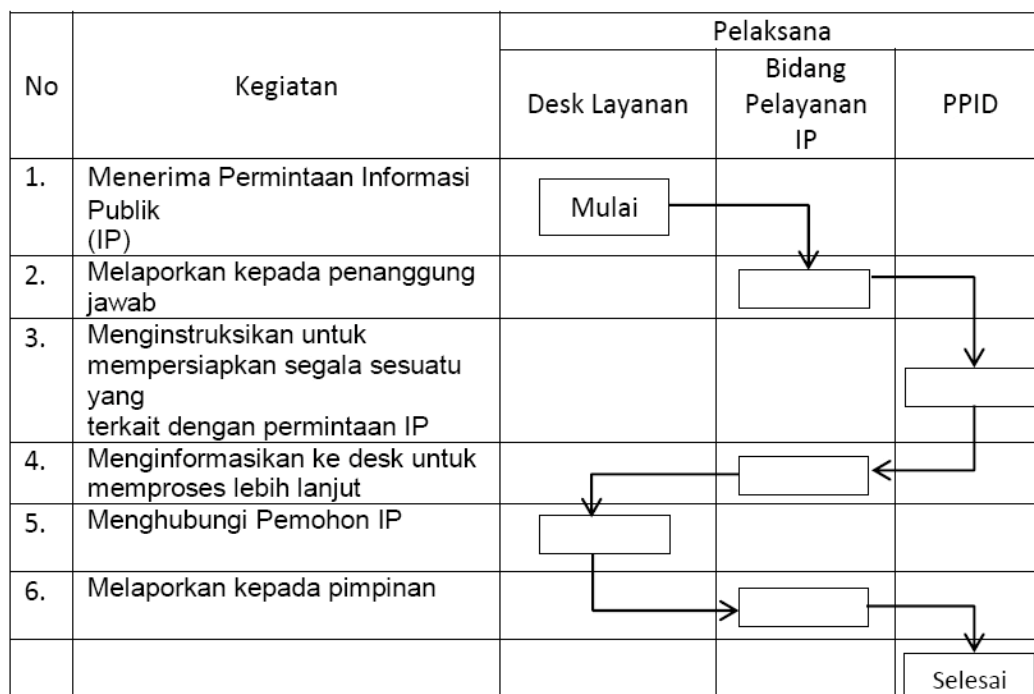 Pelaksana
No
Kegiatan
Desk Layanan
Bidang
Pelayanan
IP
PPID
1.
Menerima Permintaan Informasi
Publik
(IP)
Mulai
2.
Melaporkan kepada penanggung
jawab
3.
Menginstruksikan untuk
mempersiapkan segala sesuatu
yang
terkait dengan permintaan IP
4.
Menginformasikan ke desk untuk
memproses lebih lanjut
5.
Menghubungi Pemohon IP
6.
Melaporkan kepada pimpinan
Selesai